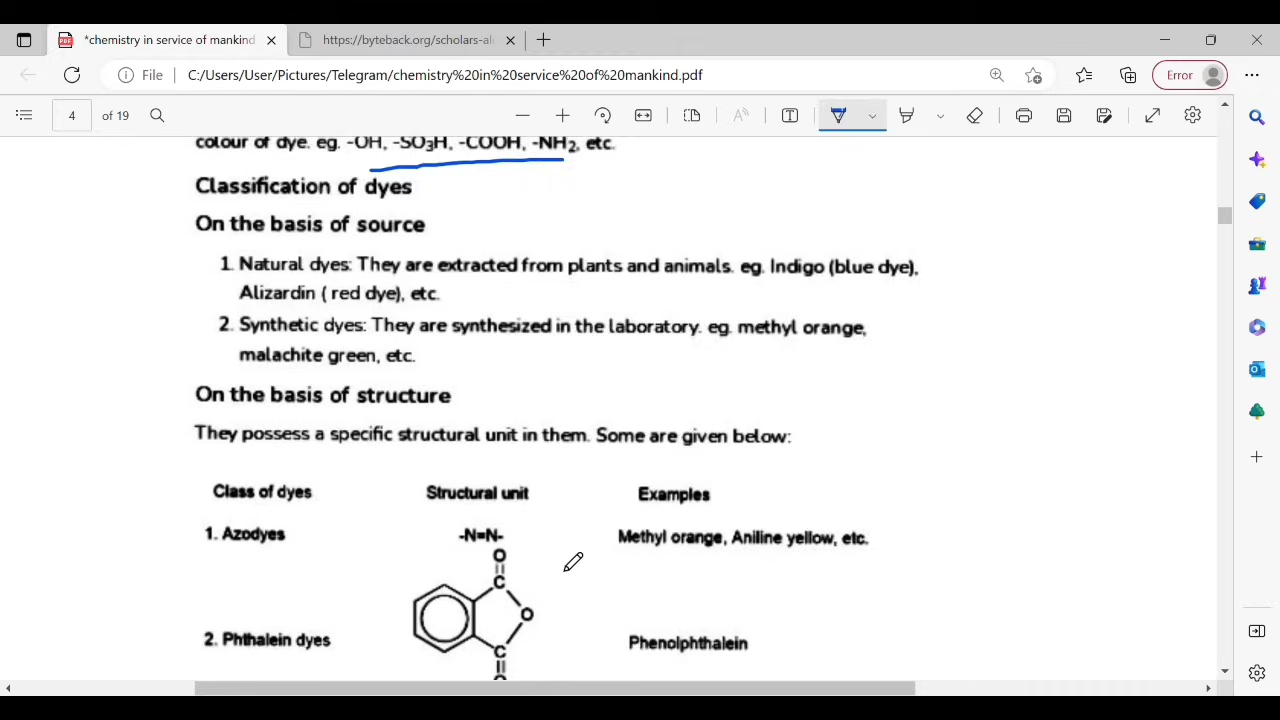 *chemistry in service of mankind
https://byteback.org/scholars-al
File
C:/Users/User/Pictures/Telegram/chemistry%20in%20service%20of%20mankind.pdf
Error
4 of 19
colour of dye. eg. -OH, -SO3H, -COOH, -NH2, etc.
Classification of dyes
On the basis of source
1. Natural dyes: They are extracted from plants and animals. eg. Indigo (blue dye),
Alizardin ( red dye), etc.
2. Synthetic dyes: They are synthesized in the laboratory. eg. methyl orange,
malachite green, etc.
On the basis of structure
They possess a specific structural unit in them. Some are given below:
Class of dyes Structural unit Examples
1. Azodyes -N=N- Methyl orange, Aniline yellow, etc.
O
C
O
2. Phthalein dyes Phenolphthalein
C
O